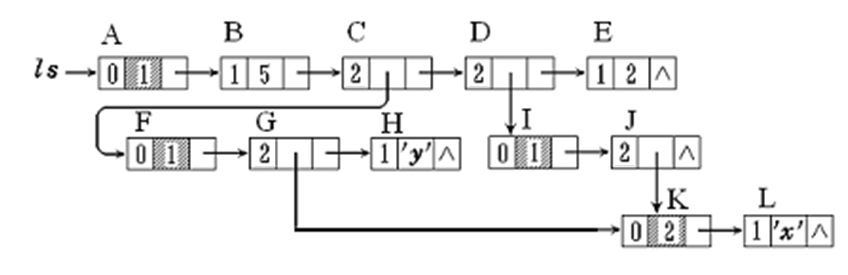 A B C D E
ls 0 1 1 5 2 2 1 2 ∧
F G H I J
0 1 2 1 'y' ∧ 0 1 2 ∧
K L
0 2 1 'x' ∧